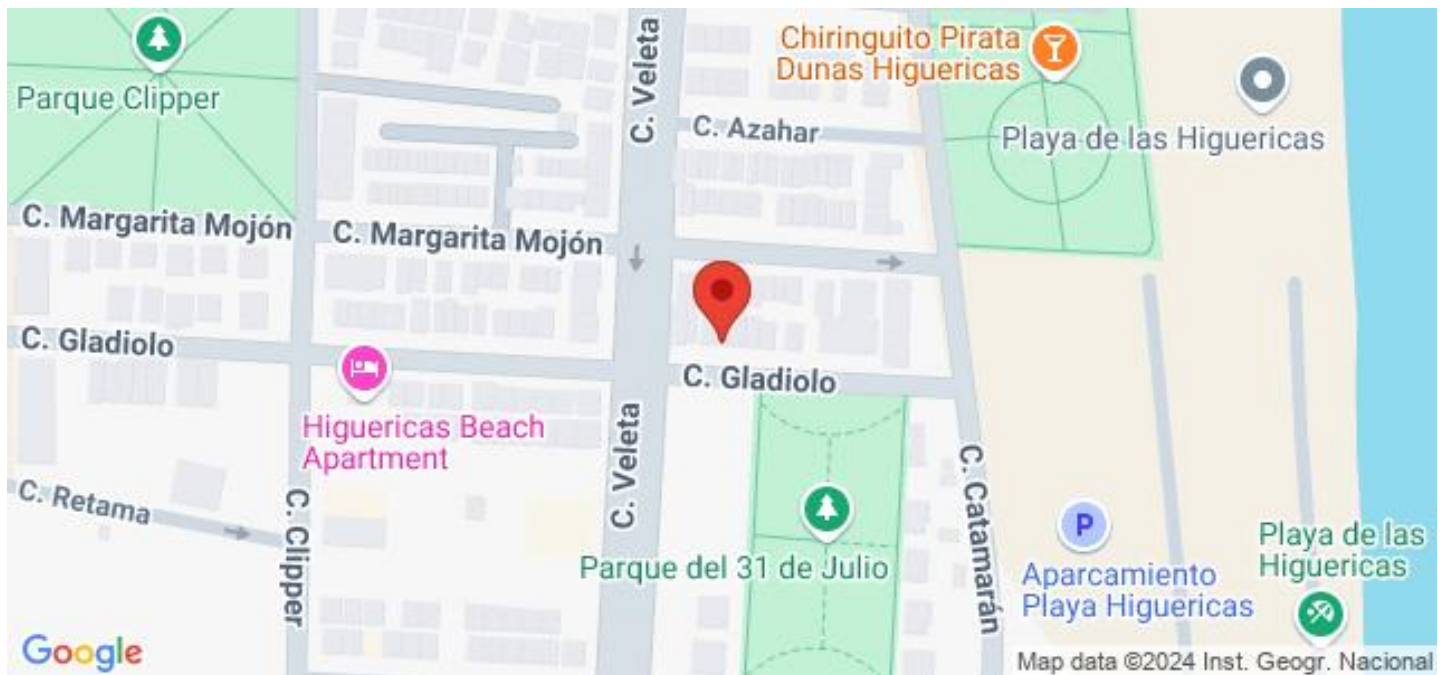 C. Veleta
Chiringuito Pirata
Dunas Higuericas
Parque Clipper
C. Azahar
Playa de las Higuericas
C. Margarita Mojón
C. Margarita Mojón
C. Gladiolo
C. Gladiolo
Higuericas Beach
Apartment
C. Veleta
C. Retama
C. Clipper
C. Catamarán
P
Parque del 31 de Julio
Aparcamiento
Playa Higuericas
Playa de las
Higuericas
Google
Map data ©2024 Inst. Geogr. Nacional